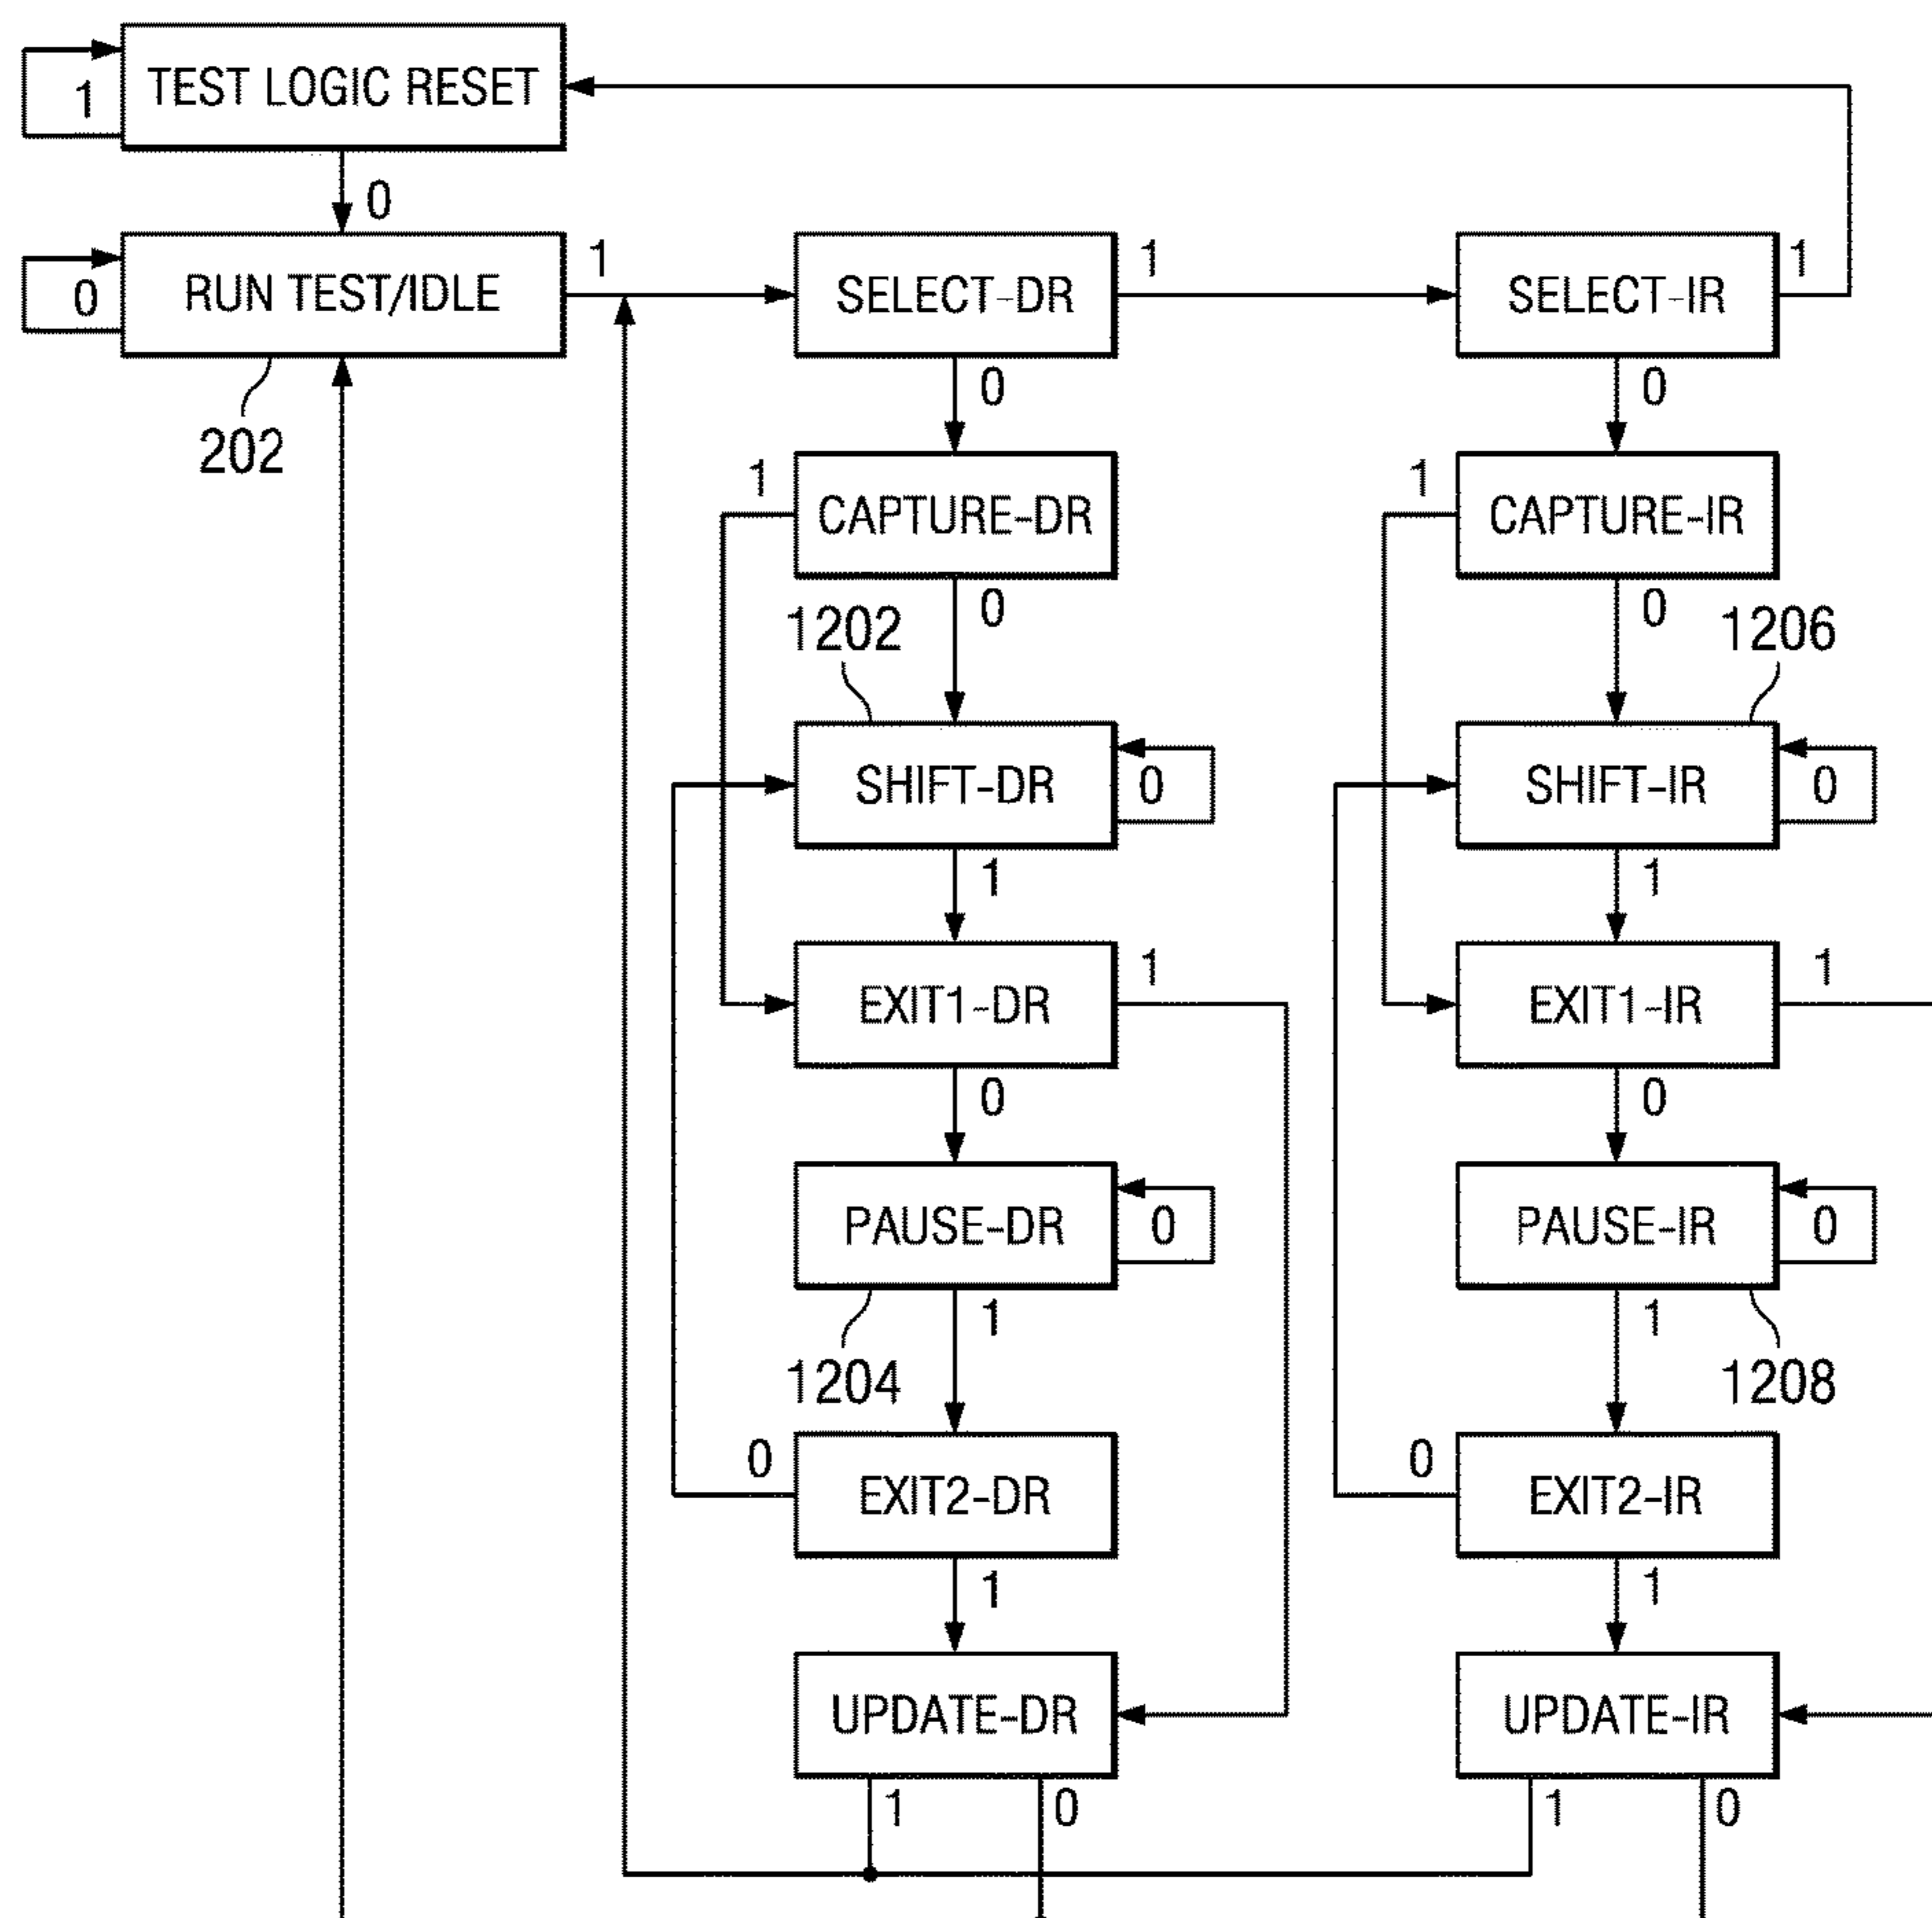 TEST LOGIC RESET
1
0
RUN TEST/IDLE
0
1
SELECT-DR
1
SELECT-IR
1
202
0
0
1
CAPTURE-DR
1
CAPTURE-IR
0
0
1202
1206
SHIFT-DR
0
SHIFT-IR
0
1
1
EXIT1-DR
1
EXIT1-IR
1
0
0
PAUSE-DR
0
PAUSE-IR
0
1
1
1204
1208
0
EXIT2-DR
0
EXIT2-IR
1
1
UPDATE-DR
UPDATE-IR
1
0
1
0